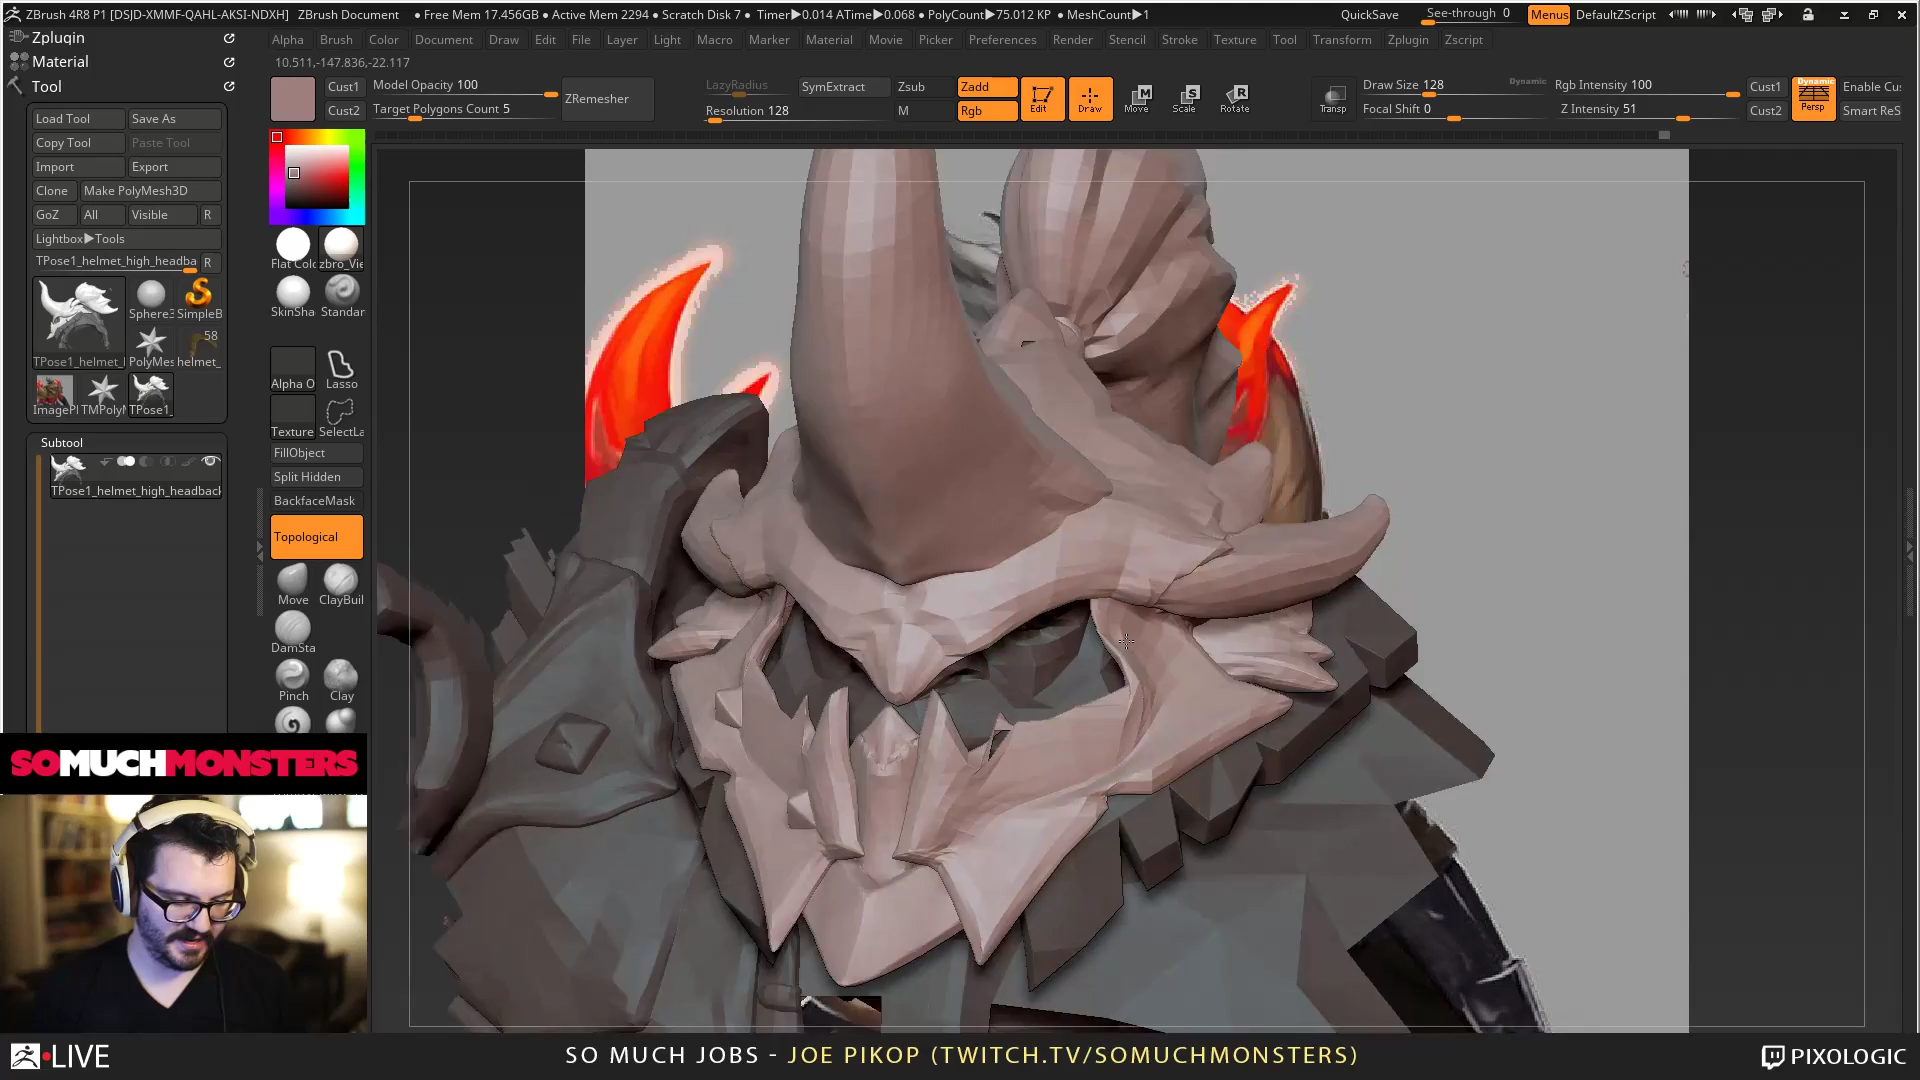 ZBrush 4R8 P1 [DSJD-XMMF-QAHL-AKSI-NDXH] ZBrush Document • Free Mem 17.456GB • Active Mem 2294 • Scratch Disk 7 • Timer▶0.014 ATime▶0.068 • PolyCount▶75.012 KP • MeshCount▶1 QuickSave See-through 0 Menus DefaultZScript
Zplugin
Alpha Brush Color Document Draw Edit File Layer Light Macro Marker Material Movie Picker Preferences Render Stencil Stroke Texture Tool Transform Zplugin Zscript
Material
10.511,-147.836,-22.117
Tool
Cust1 Model Opacity 100
Cust2 Target Polygons Count 5
ZRemesher
LazyRadius
Resolution 128
SymExtract
Zsub
M
Zadd
Rgb
Edit
Draw
Move
Scale
Rotate
Transp
Draw Size 128 Dynamic
Focal Shift 0
Rgb Intensity 100
Z Intensity 51
Cust1
Cust2
Dynamic
Persp
Enable Cus
Smart ReS
Load Tool Save As
Copy Tool Paste Tool
Import Export
Clone Make PolyMesh3D
GoZ All Visible R
Lightbox▶Tools
TPose1_helmet_high_headba R
Sphere3 SimpleB
58
TPose1_helmet_l PolyMes helmet_
ImagePl TMPolyM TPose1_
Subtool
TPose1_helmet_high_headback
Flat Colo zbro_Vie
SkinSha Standar
Alpha O Lasso
Texture SelectLa
FillObject
Split Hidden
BackfaceMask
Topological
Move ClayBuil
DamSta
Pinch Clay
SOMUCHMONSTERS
LIVE
SO MUCH JOBS - JOE PIKOP (TWITCH.TV/SOMUCHMONSTERS)
PIXOLOGIC